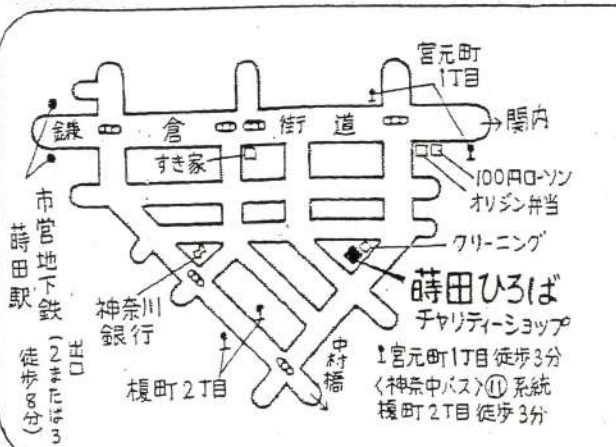 宮元町
1丁目
鎌倉街道
→関内
すき家
100円ローソン
オリジン弁当
クリーニング
市営地下鉄
蒔田駅
出口
(2または3
徒歩8分)
神奈川
銀行
榎町2丁目
中村橋
蒔田ひろば
チャリティーショップ
宮元町1丁目徒歩3分
〈神奈中バス〉⑪系統
榎町2丁目徒歩3分